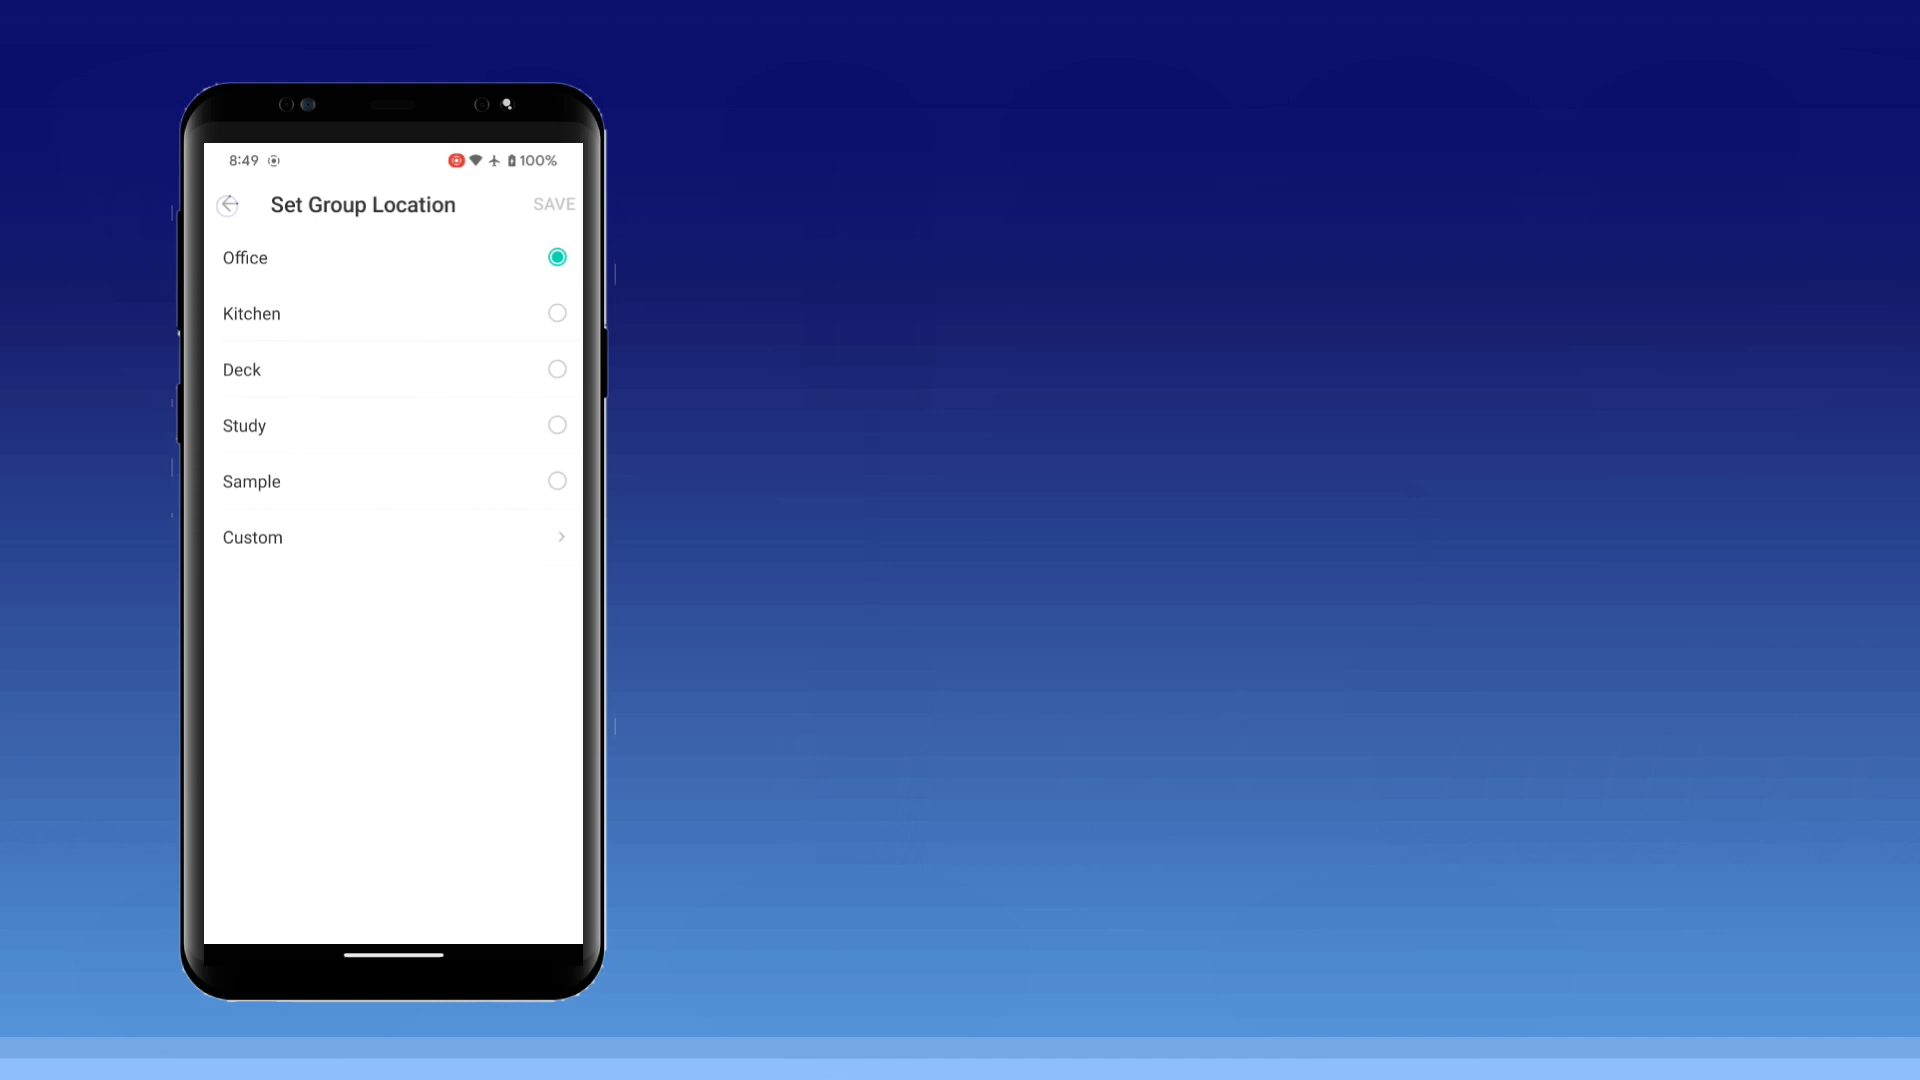 8:49 100%
Set Group Location SAVE
Office
Kitchen
Deck
Study
Sample
Custom